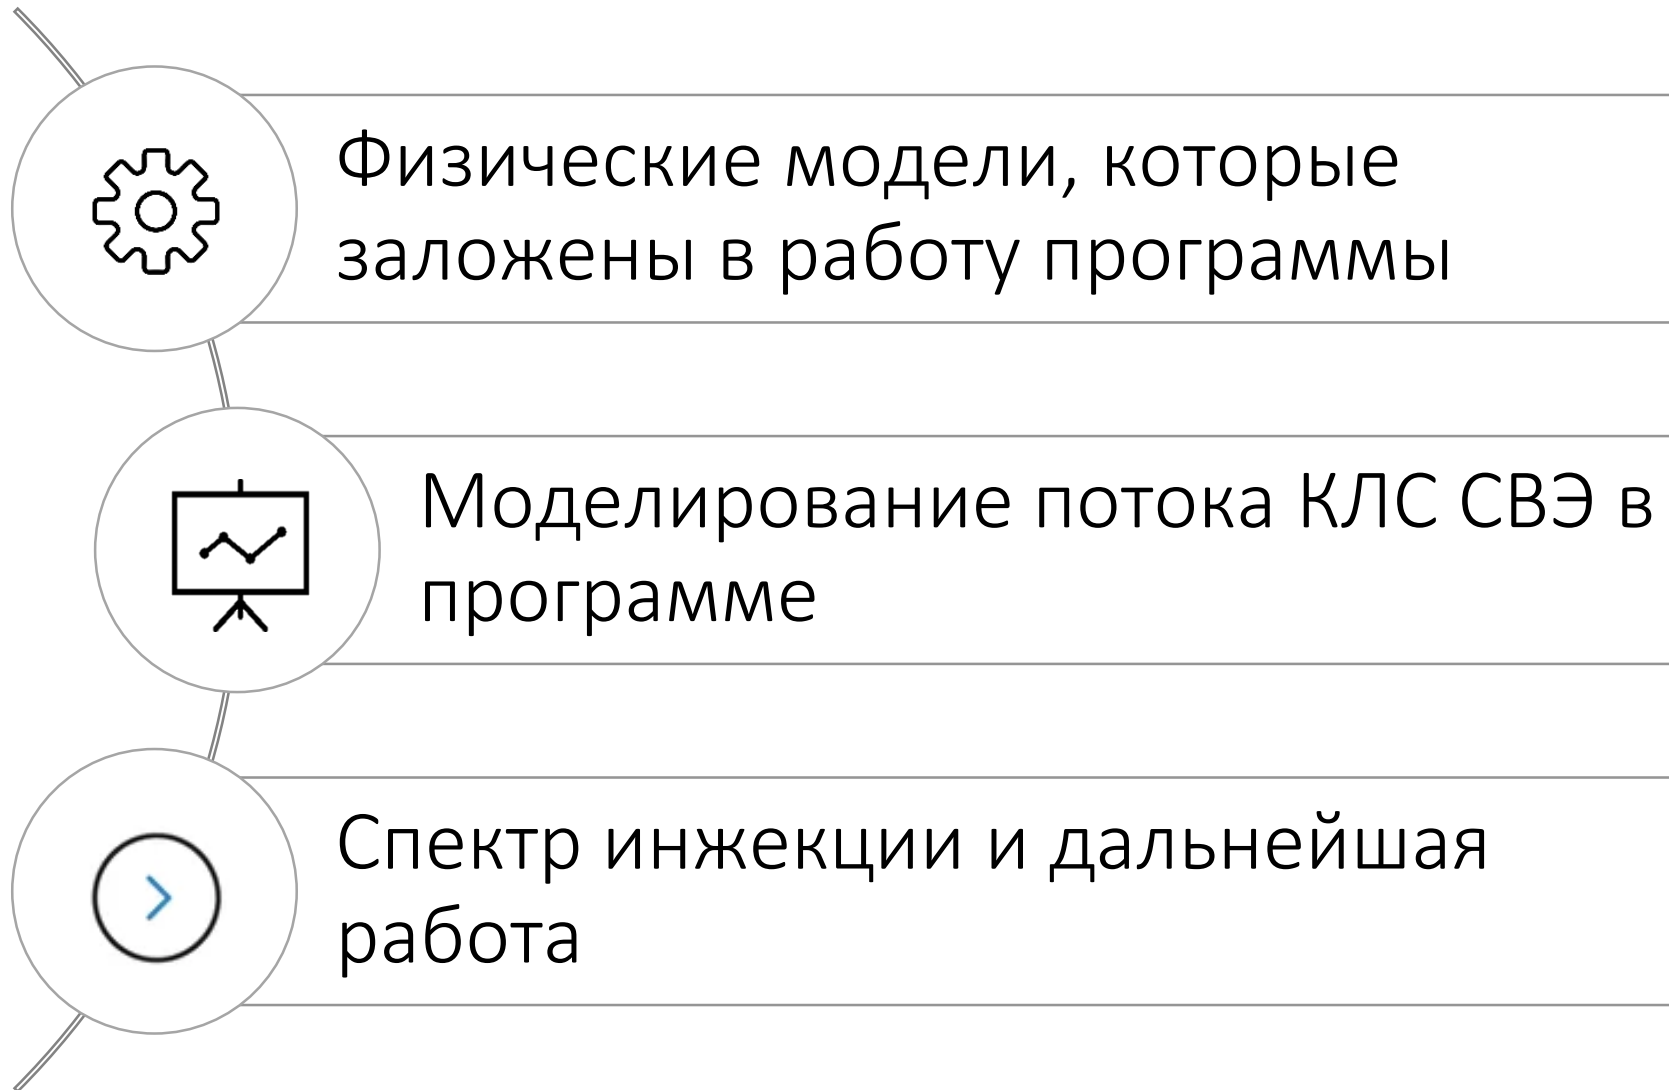 Физические модели, которые
заложены в работу программы
Моделирование потока КЛС СВЭ в
программе
Спектр инжекции и дальнейшая
работа